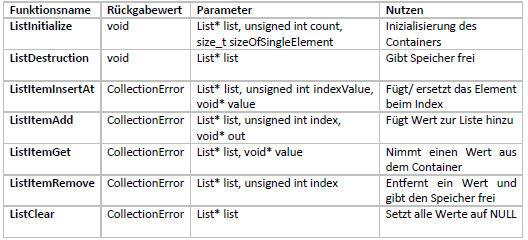 Funktionsname Rückgabewert Parameter Nutzen
ListInitialize void List* list, unsigned int count, Inizialisierung des
size_t sizeOfSingleElement Containers
ListDestruction void List* list Gibt Speicher frei
ListItemInsertAt CollectionError List* list, unsigned int indexValue, Fügt/ ersetzt das Element
void* value beim Index
ListItemAdd CollectionError List* list, unsigned int index, Fügt Wert zur Liste hinzu
void* out
ListItemGet CollectionError List* list, void* value Nimmt einen Wert aus
dem Container
ListItemRemove CollectionError List* list, unsigned int index Entfernt ein Wert und
gibt den Speicher frei
ListClear CollectionError List* list Setzt alle Werte auf NULL